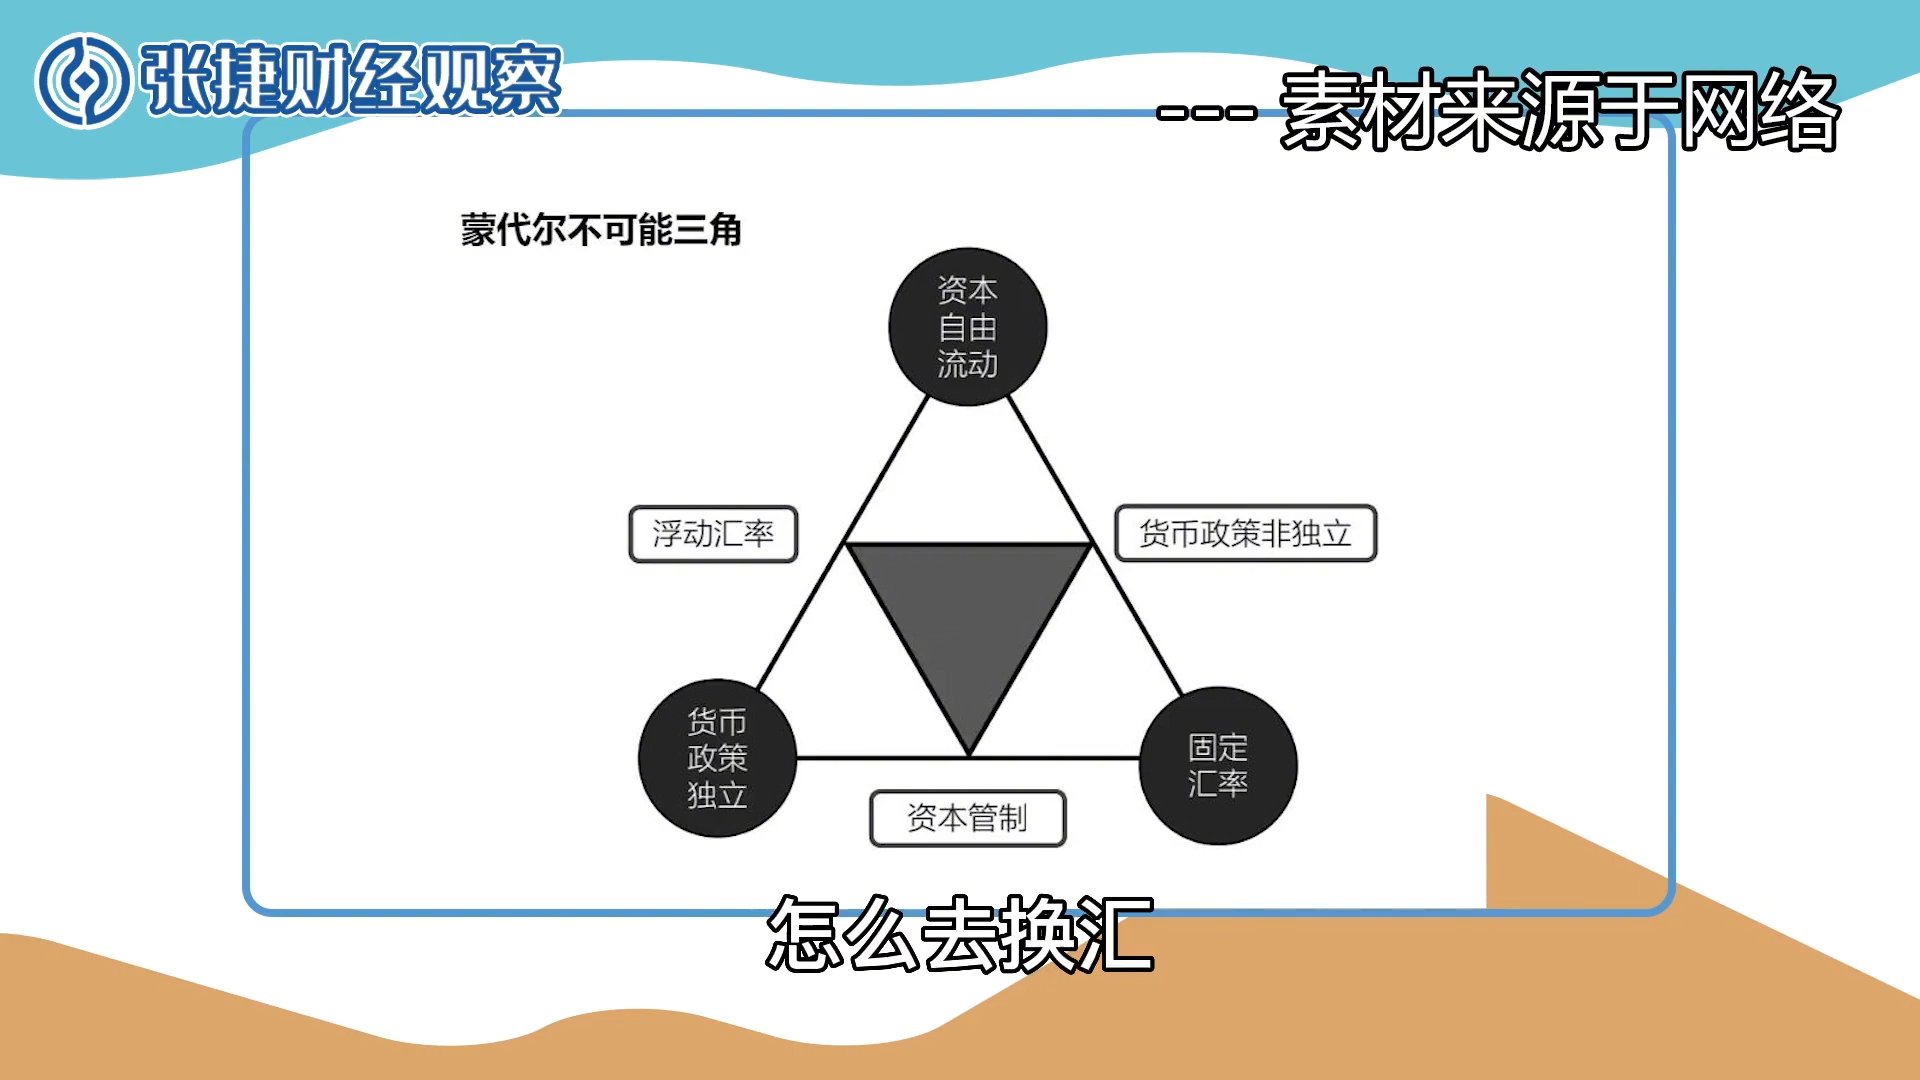 张捷财经观察
--- 素材来源于网络
蒙代尔不可能三角
资本
自由
流动
浮动汇率
货币政策非独立
货币
政策
独立
固定
汇率
资本管制
怎么去换汇